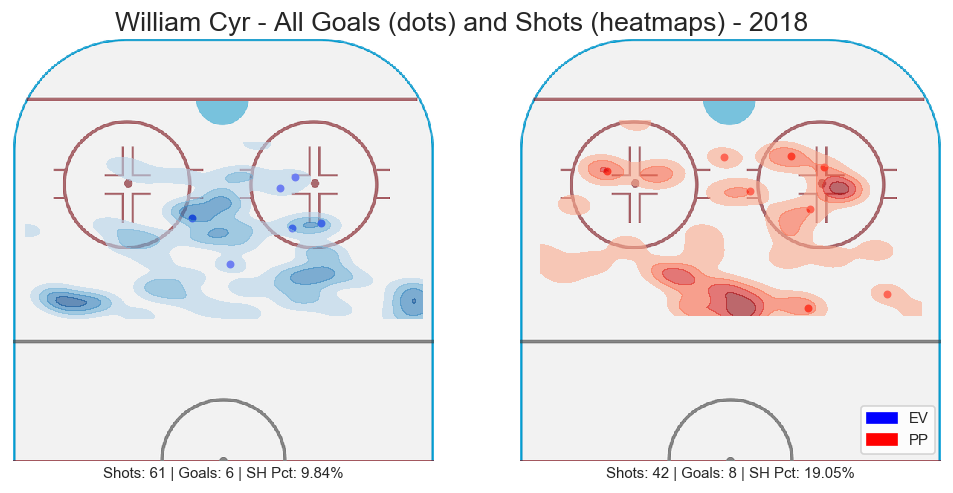 William Cyr - All Goals (dots) and Shots (heatmaps) - 2018
EV
PP
Shots: 61 | Goals: 6 | SH Pct: 9.84%
Shots: 42 | Goals: 8 | SH Pct: 19.05%